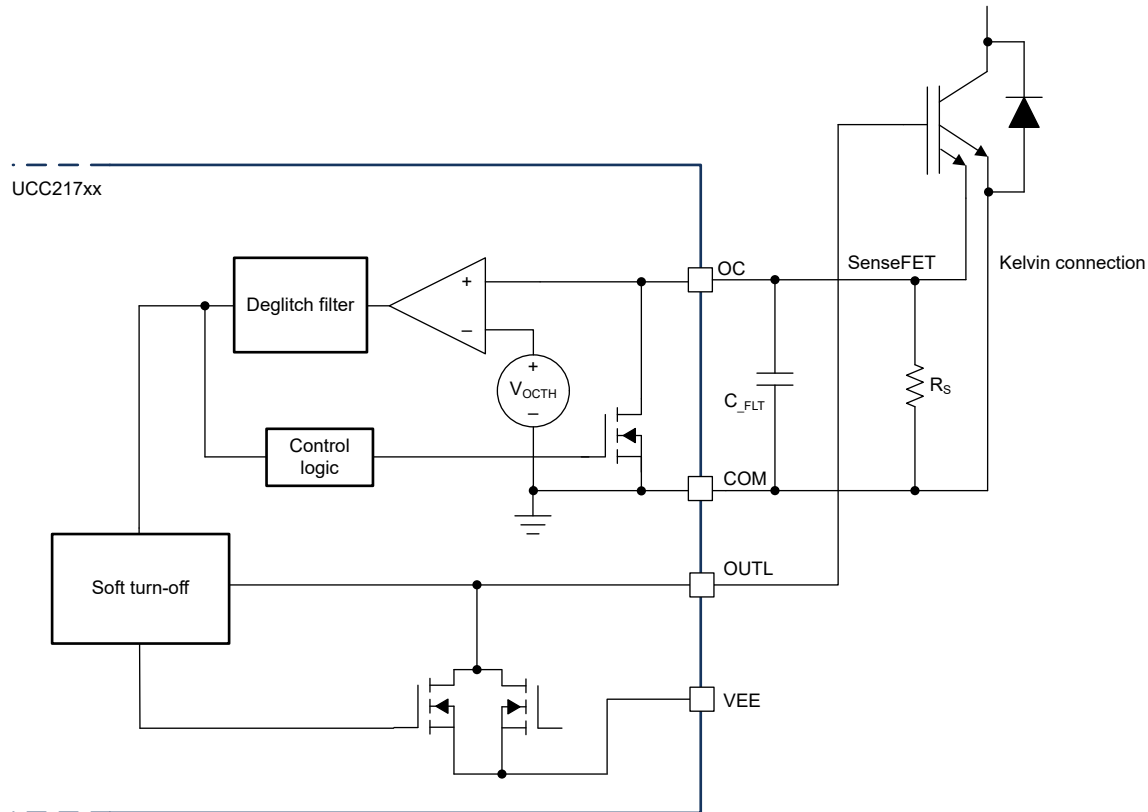 UCC217xx
OC
SenseFET
Kelvin connection
Deglitch filter
+
–
+
V_OCTH
–
C_FLT
R_S
Control
logic
COM
OUTL
Soft turn-off
VEE